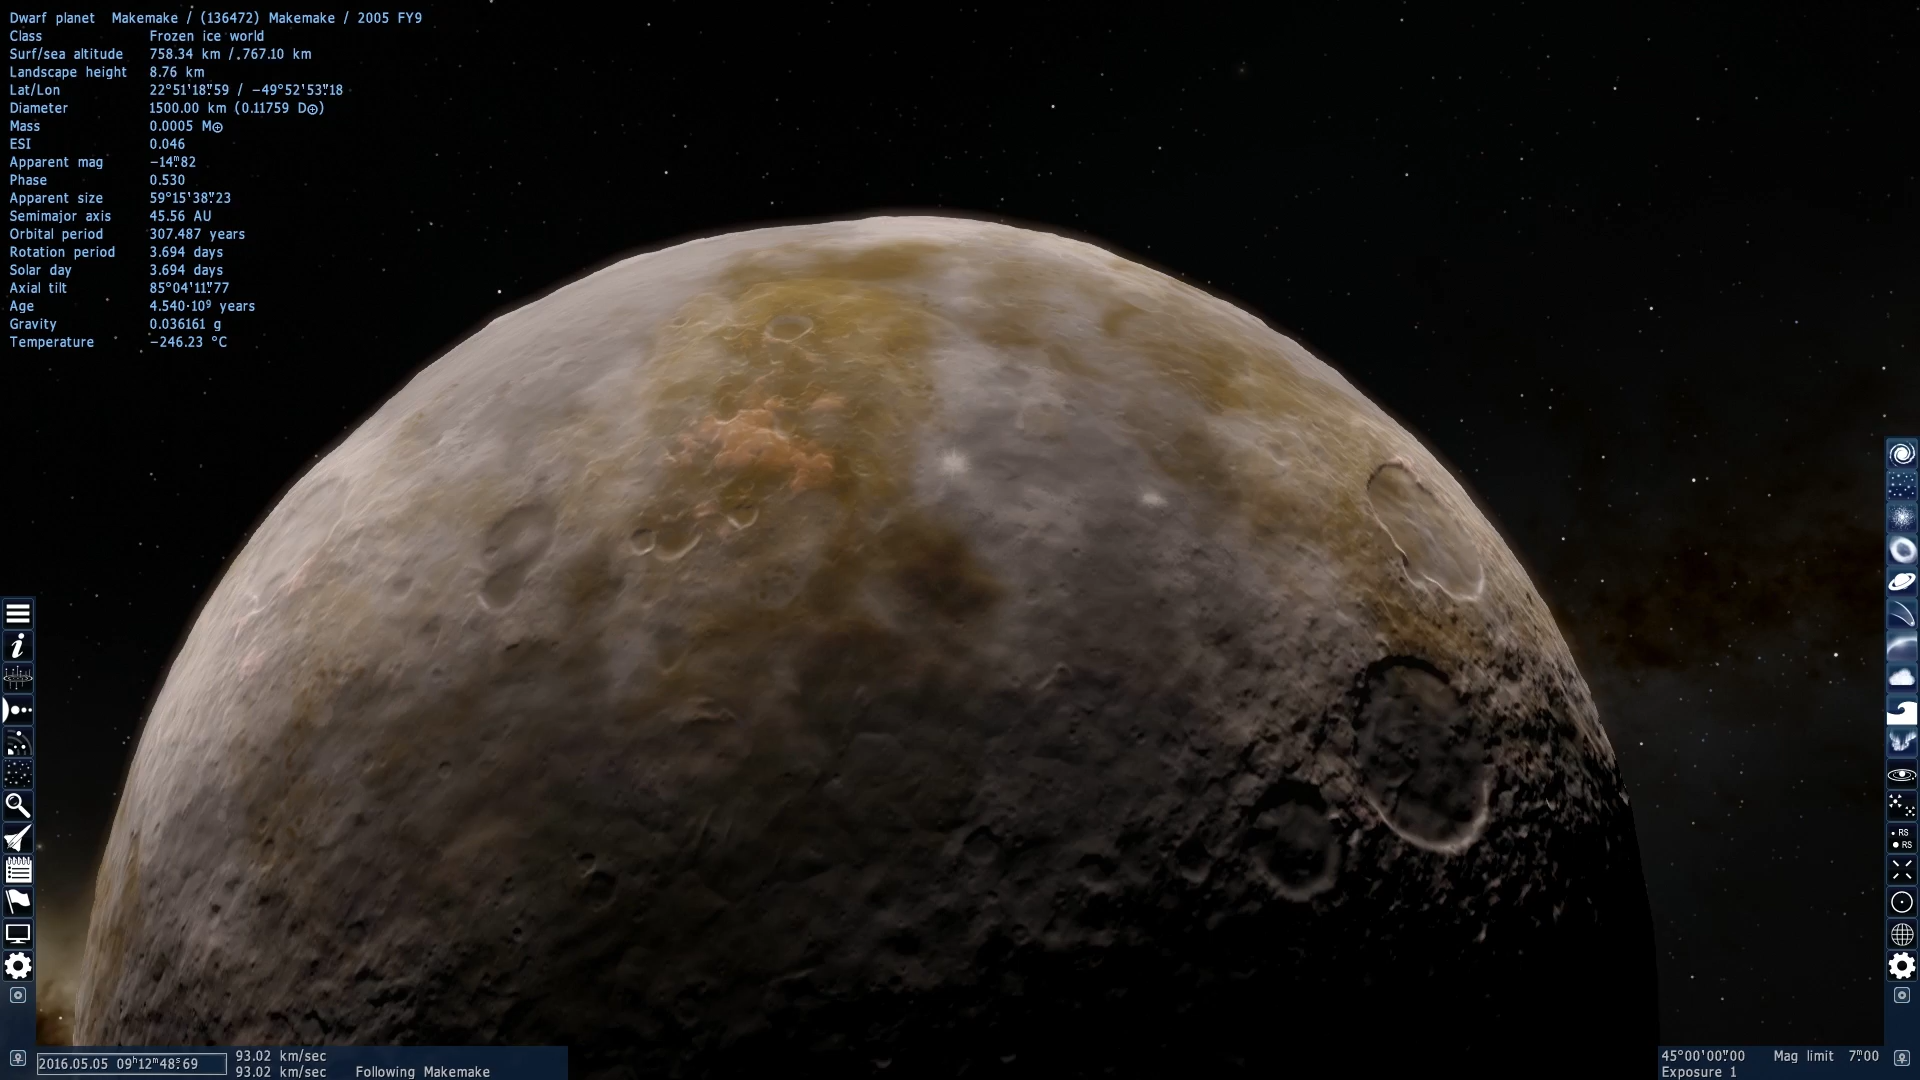 Dwarf planet Makemake / (136472) Makemake / 2005 FY9
Class Frozen ice world
Surf/sea altitude 758.34 km / 767.10 km
Landscape height 8.76 km
Lat/Lon 22°51'18."59 / −49°52'53."18
Diameter 1500.00 km (0.11759 D⊕)
Mass 0.0005 M⊕
ESI 0.046
Apparent mag −14.ᵐ82
Phase 0.530
Apparent size 59°15'38."23
Semimajor axis 45.56 AU
Orbital period 307.487 years
Rotation period 3.694 days
Solar day 3.694 days
Axial tilt 85°04'11."77
Age 4.540·10⁹ years
Gravity 0.036161 g
Temperature −246.23 °C
RS
RS
2016.05.05 09ʰ12ᵐ48.ˢ69
93.02 km/sec
93.02 km/sec Following Makemake
45°00'00."00 Mag limit 7.ᵐ00
Exposure 1